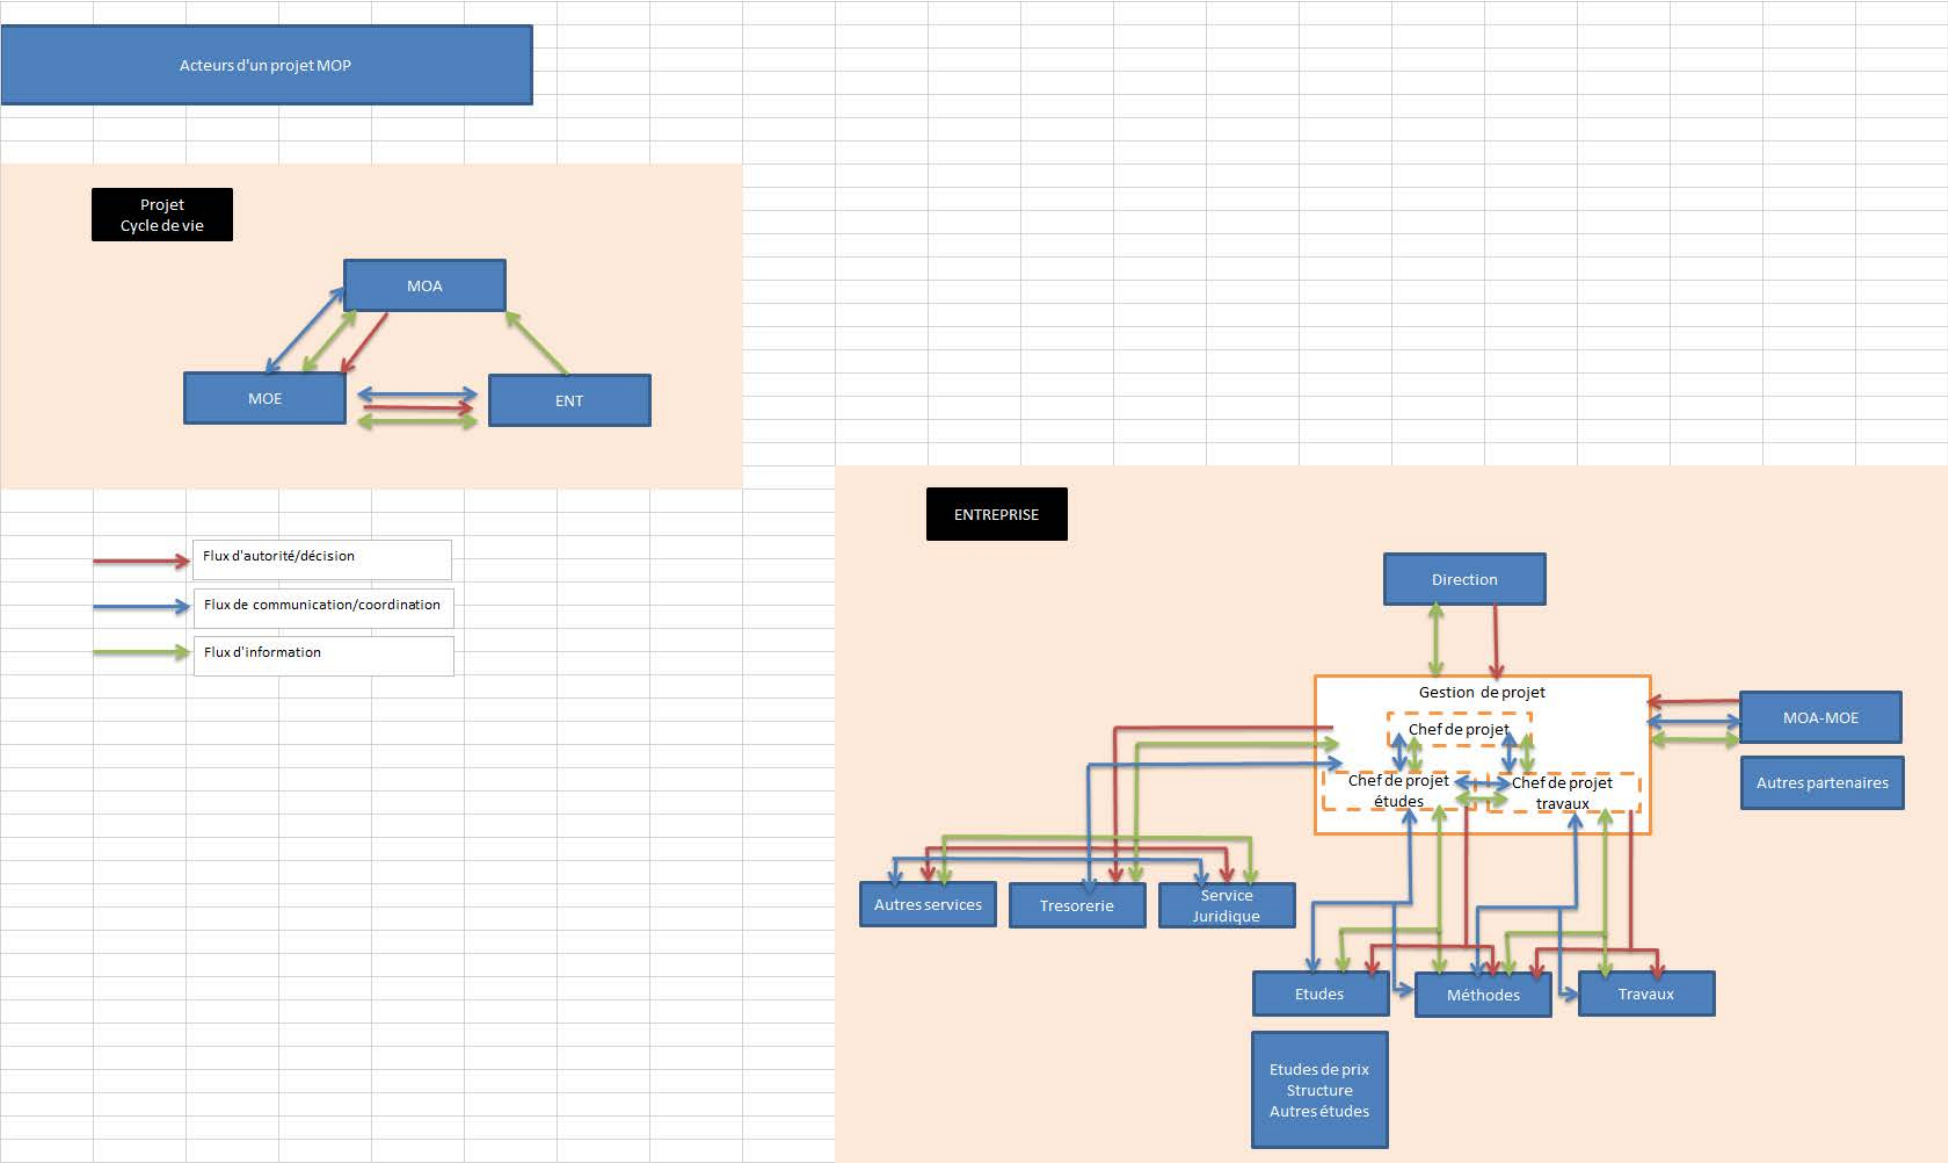 Acteurs d'un projet MOP
Projet
Cycle de vie
MOA
MOE
ENT
Flux d'autorité/décision
Flux de communication/coordination
Flux d'information
ENTREPRISE
Direction
Gestion de projet
Chef de projet
Chef de projet
études
Chef de projet
travaux
MOA-MOE
Autres partenaires
Autres services
Tresorerie
Service
Juridique
Etudes
Méthodes
Travaux
Etudes de prix
Structure
Autres études